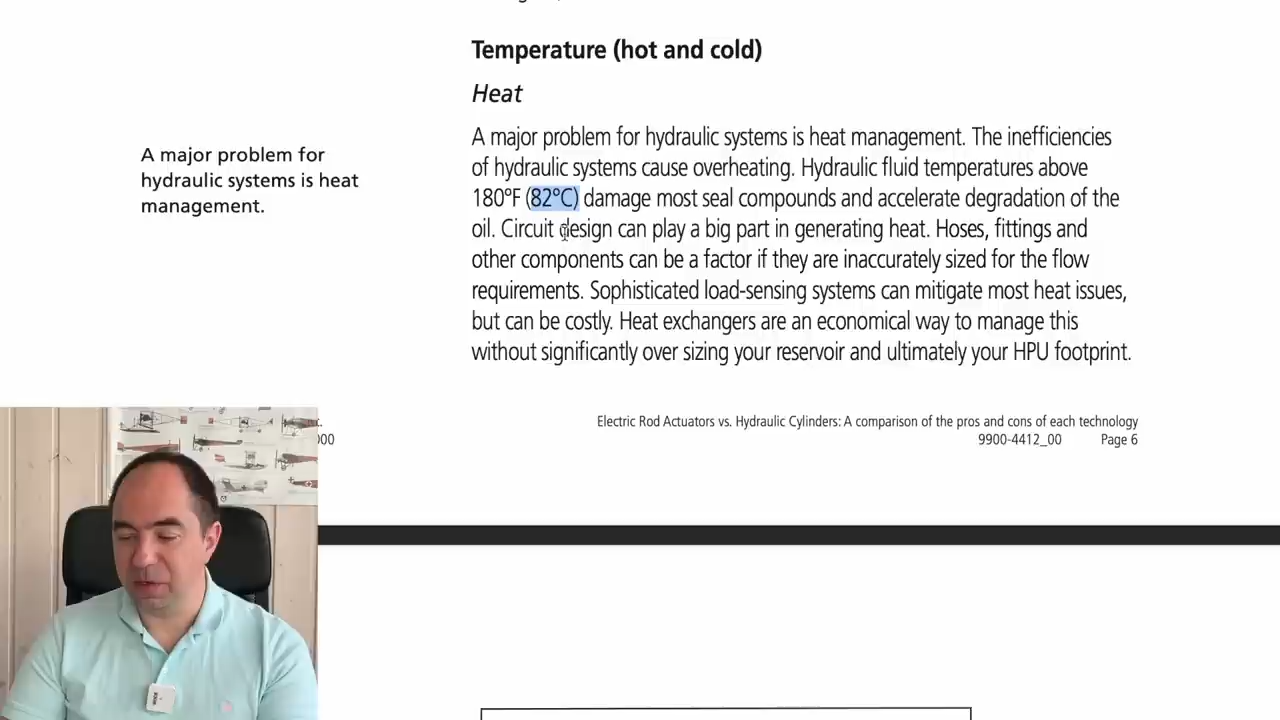 Temperature (hot and cold)
Heat
A major problem for
hydraulic systems is heat
management.
A major problem for hydraulic systems is heat management. The inefficiencies
of hydraulic systems cause overheating. Hydraulic fluid temperatures above
180°F (82°C) damage most seal compounds and accelerate degradation of the
oil. Circuit design can play a big part in generating heat. Hoses, fittings and
other components can be a factor if they are inaccurately sized for the flow
requirements. Sophisticated load-sensing systems can mitigate most heat issues,
but can be costly. Heat exchangers are an economical way to manage this
without significantly over sizing your reservoir and ultimately your HPU footprint.
Electric Rod Actuators vs. Hydraulic Cylinders: A comparison of the pros and cons of each technology
000
9900-4412_00 Page 6